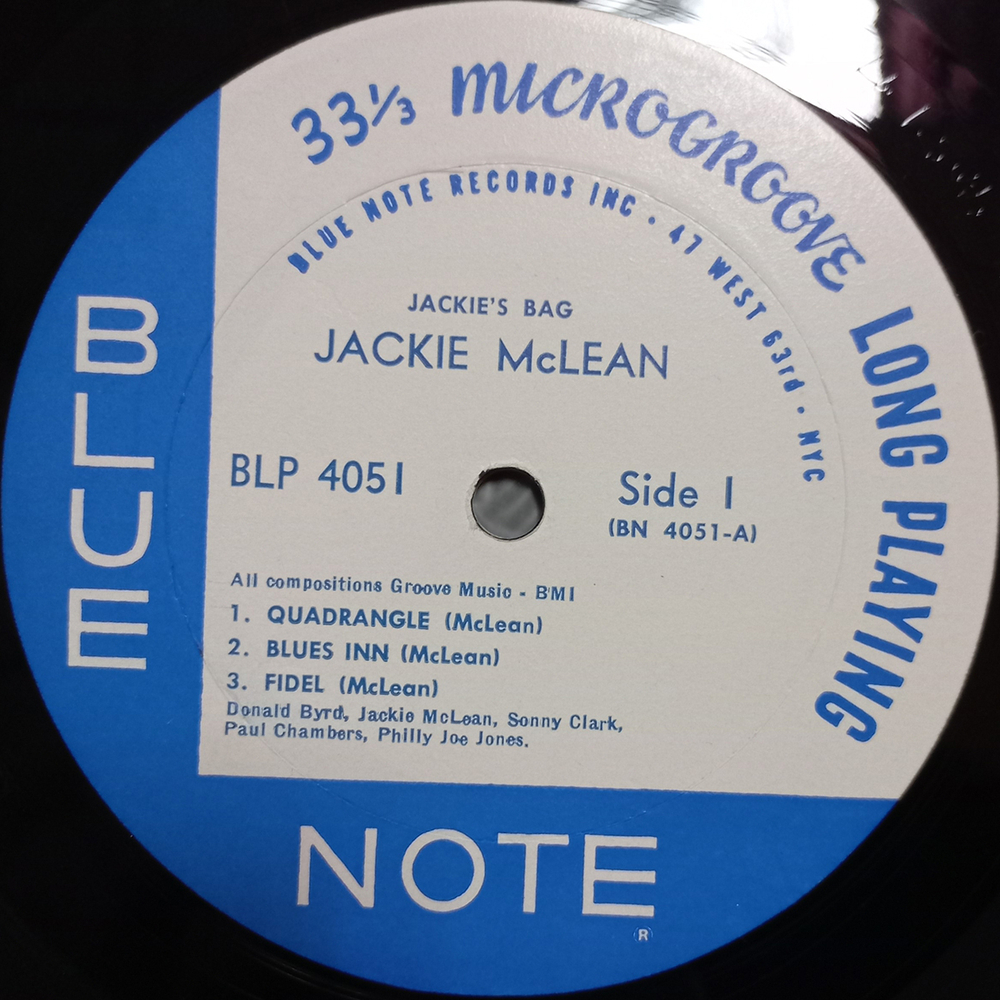 33⅓ MICROGROOVE LONG PLAYING
BLUE NOTE RECORDS INC · 47 WEST 63rd · NYC
JACKIE'S BAG
JACKIE McLEAN
BLP 4051
Side 1
(BN 4051-A)
All compositions Groove Music - BMI
1. QUADRANGLE (McLean)
2. BLUES INN (McLean)
3. FIDEL (McLean)
Donald Byrd, Jackie McLean, Sonny Clark,
Paul Chambers, Philly Joe Jones.
BLUE
NOTE
®